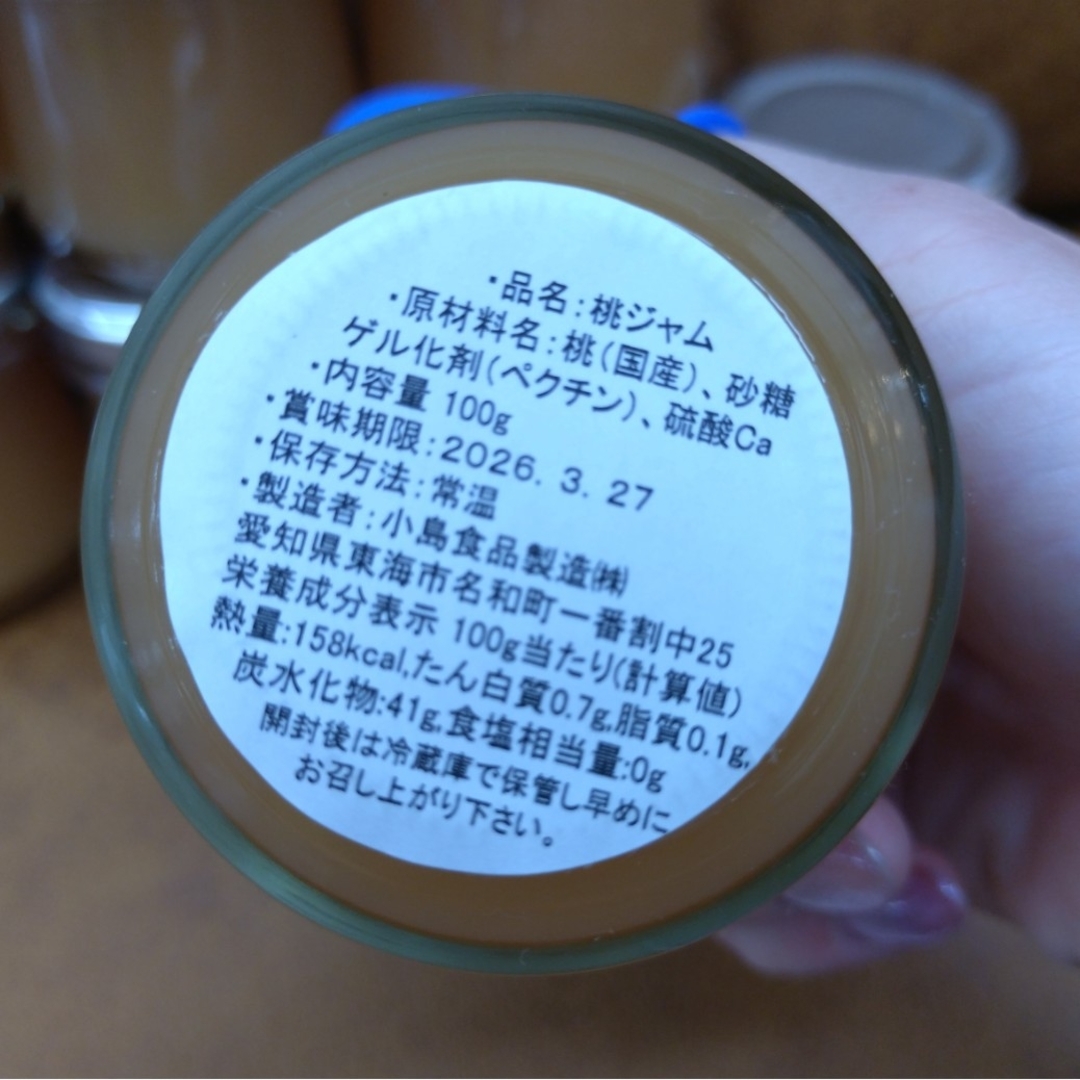 ・品名：桃ジャム
・原材料名：桃（国産）、砂糖
ゲル化剤（ペクチン）、硫酸Ca
・内容量 100g
・賞味期限：2026. 3. 27
・保存方法：常温
・製造者：小島食品製造㈱
愛知県東海市名和町一番割中25
栄養成分表示 100g当たり(計算値)
熱量:158kcal,たん白質0.7g,脂質0.1g,
炭水化物:41g,食塩相当量:0g
開封後は冷蔵庫で保管し早めに
お召し上がり下さい。